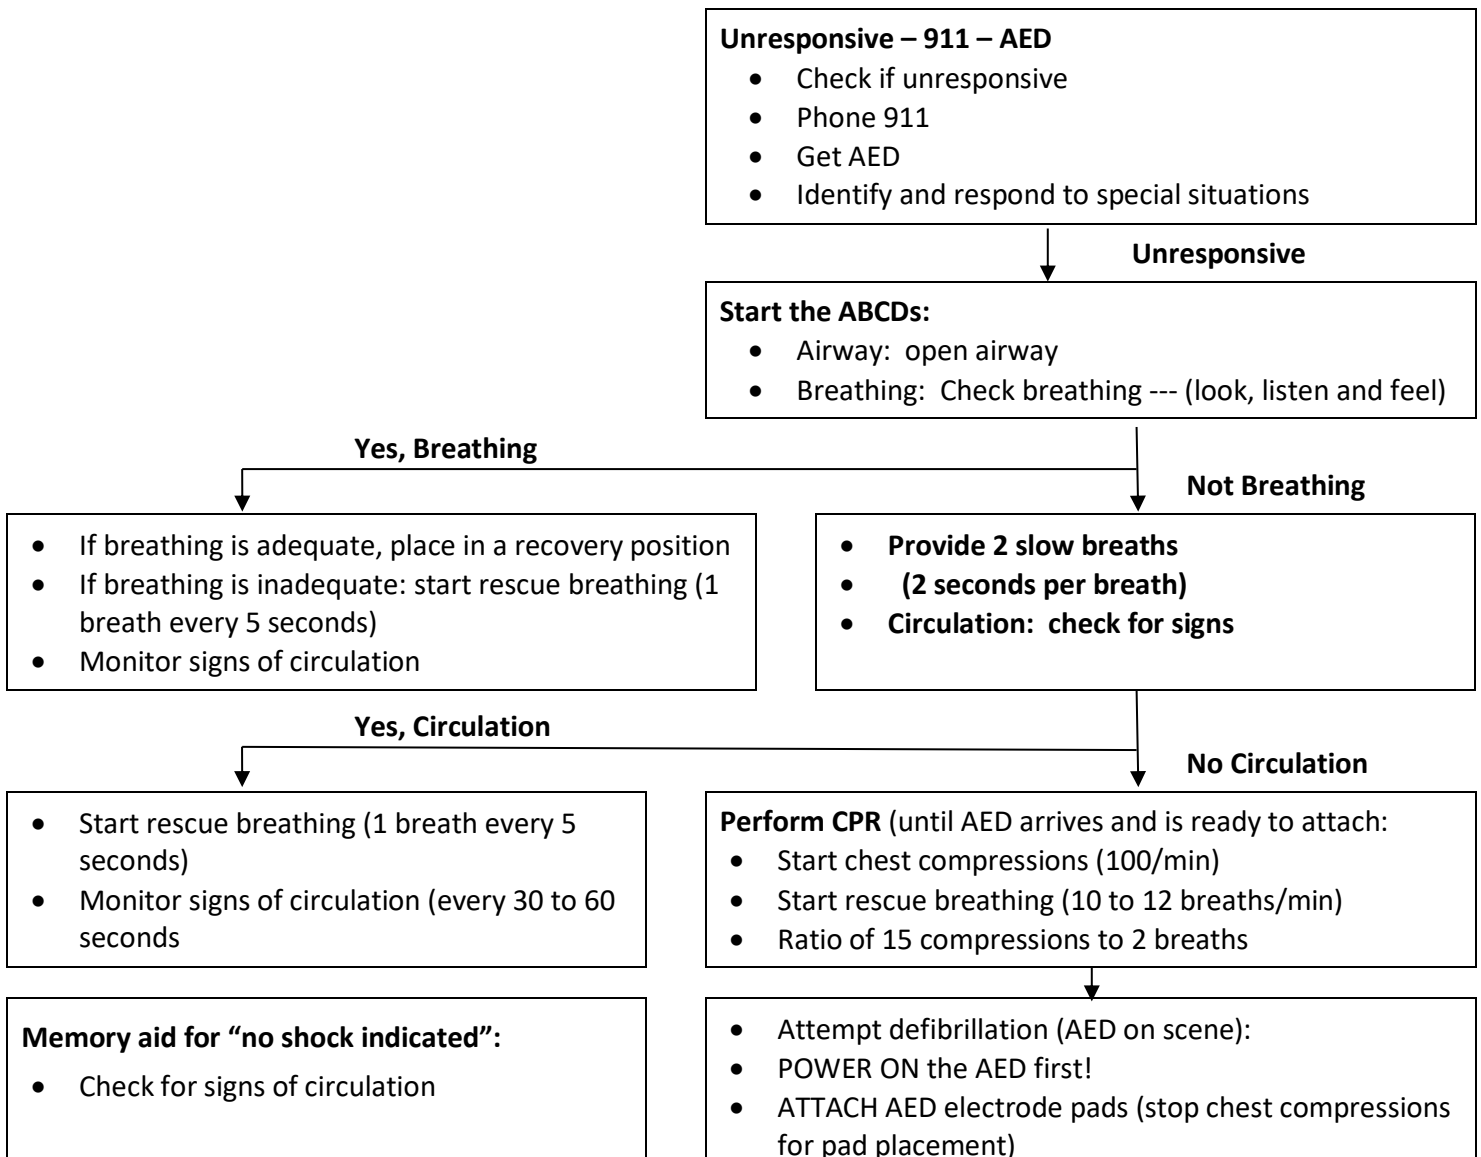 Unresponsive – 911 – AED
• Check if unresponsive
• Phone 911
• Get AED
• Identify and respond to special situations
Unresponsive
Start the ABCDs:
• Airway:  open airway
• Breathing:  Check breathing --- (look, listen and feel)
Yes, Breathing
Not Breathing
• If breathing is adequate, place in a recovery position
• If breathing is inadequate: start rescue breathing (1
breath every 5 seconds)
• Monitor signs of circulation
• Provide 2 slow breaths
• (2 seconds per breath)
• Circulation:  check for signs
Yes, Circulation
No Circulation
• Start rescue breathing (1 breath every 5
seconds)
• Monitor signs of circulation (every 30 to 60
seconds
Perform CPR (until AED arrives and is ready to attach:
• Start chest compressions (100/min)
• Start rescue breathing (10 to 12 breaths/min)
• Ratio of 15 compressions to 2 breaths
Memory aid for “no shock indicated”:
• Check for signs of circulation
• Attempt defibrillation (AED on scene):
• POWER ON the AED first!
• ATTACH AED electrode pads (stop chest compressions
for pad placement)